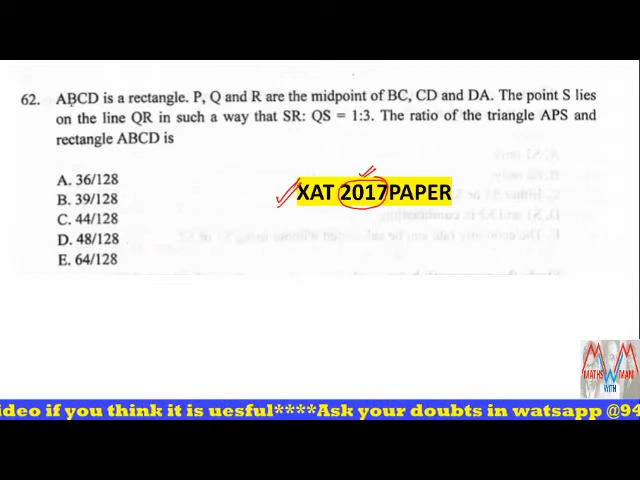 62. ABCD is a rectangle. P, Q and R are the midpoint of BC, CD and DA. The point S lies
on the line QR in such a way that SR: QS = 1:3. The ratio of the triangle APS and
rectangle ABCD is
A. 36/128
B. 39/128
C. 44/128
D. 48/128
E. 64/128
XAT 2017PAPER
MATHS MAN
WITH
ideo if you think it is uesful****Ask your doubts in watsapp @94